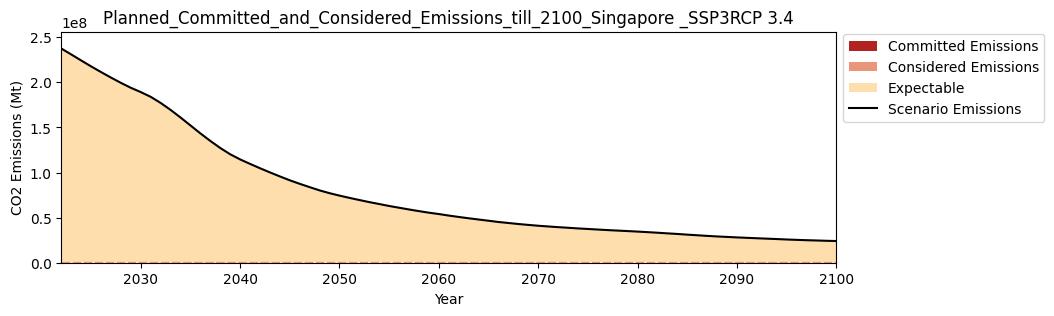 Planned_Committed_and_Considered_Emissions_till_2100_Singapore _SSP3RCP 3.4
1e8
2.5
2.0
1.5
1.0
0.5
0.0
CO2 Emissions (Mt)
2030 2040 2050 2060 2070 2080 2090 2100
Year
Committed Emissions
Considered Emissions
Expectable
Scenario Emissions